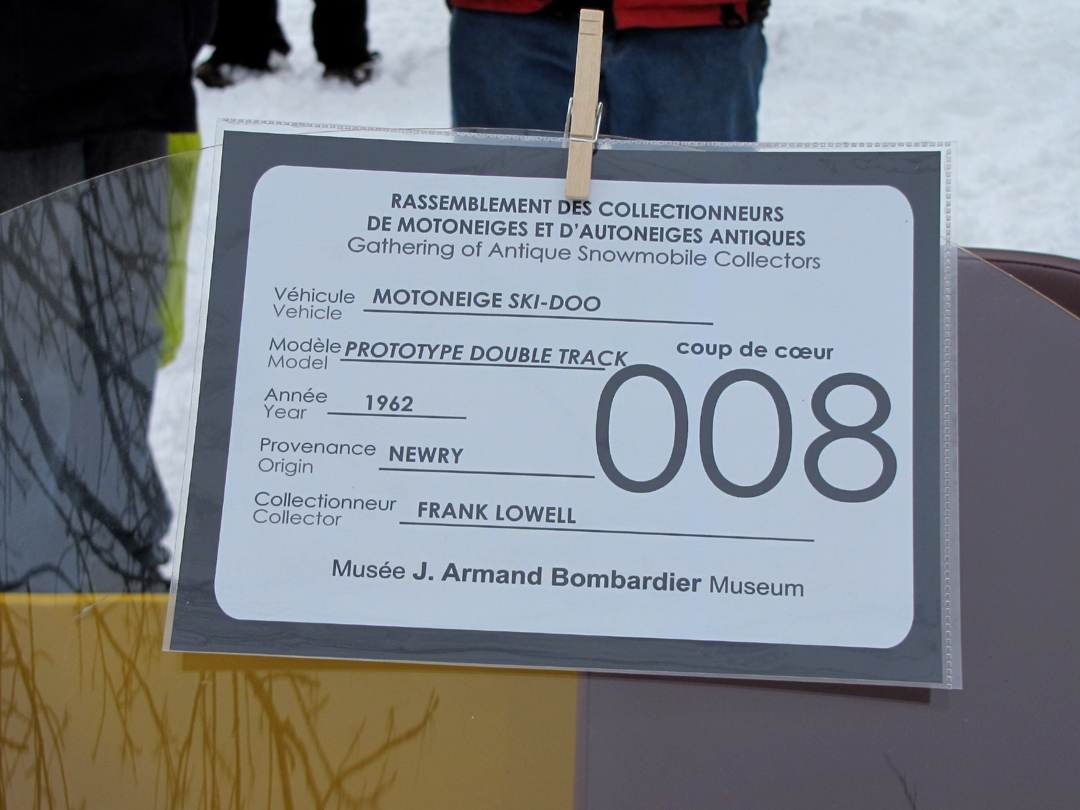 RASSEMBLEMENT DES COLLECTIONNEURS
DE MOTONEIGES ET D'AUTONEIGES ANTIQUES
Gathering of Antique Snowmobile Collectors
Véhicule MOTONEIGE SKI-DOO
Vehicle
Modèle PROTOTYPE DOUBLE TRACK
Model
coup de cœur
008
Année 1962
Year
Provenance NEWRY
Origin
Collectionneur FRANK LOWELL
Collector
Musée J. Armand Bombardier Museum